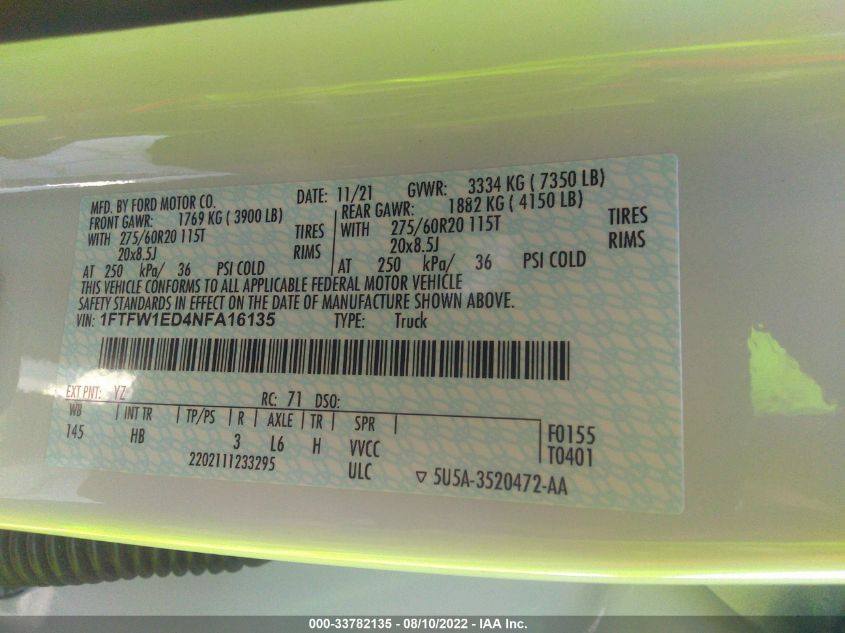 MFD. BY FORD MOTOR CO. DATE: 11/21 GVWR: 3334 KG ( 7350 LB)
FRONT GAWR: 1769 KG ( 3900 LB) REAR GAWR: 1882 KG ( 4150 LB)
WITH 275/60R20 115T TIRES WITH 275/60R20 115T TIRES
20x8.5J RIMS 20x8.5J RIMS
AT 250 kPa/ 36 PSI COLD AT 250 kPa/ 36 PSI COLD
THIS VEHICLE CONFORMS TO ALL APPLICABLE FEDERAL MOTOR VEHICLE
SAFETY STANDARDS IN EFFECT ON THE DATE OF MANUFACTURE SHOWN ABOVE.
VIN: 1FTFW1ED4NFA16135 TYPE: Truck
EXT PNT: YZ RC: 71 DSO:
WB INT TR TP/PS R AXLE TR SPR
145 HB 3 L6 H VVCC F0155
2202111233295 ULC T0401
▽ 5U5A-3520472-AA
000-33782135 - 08/10/2022 - IAA Inc.